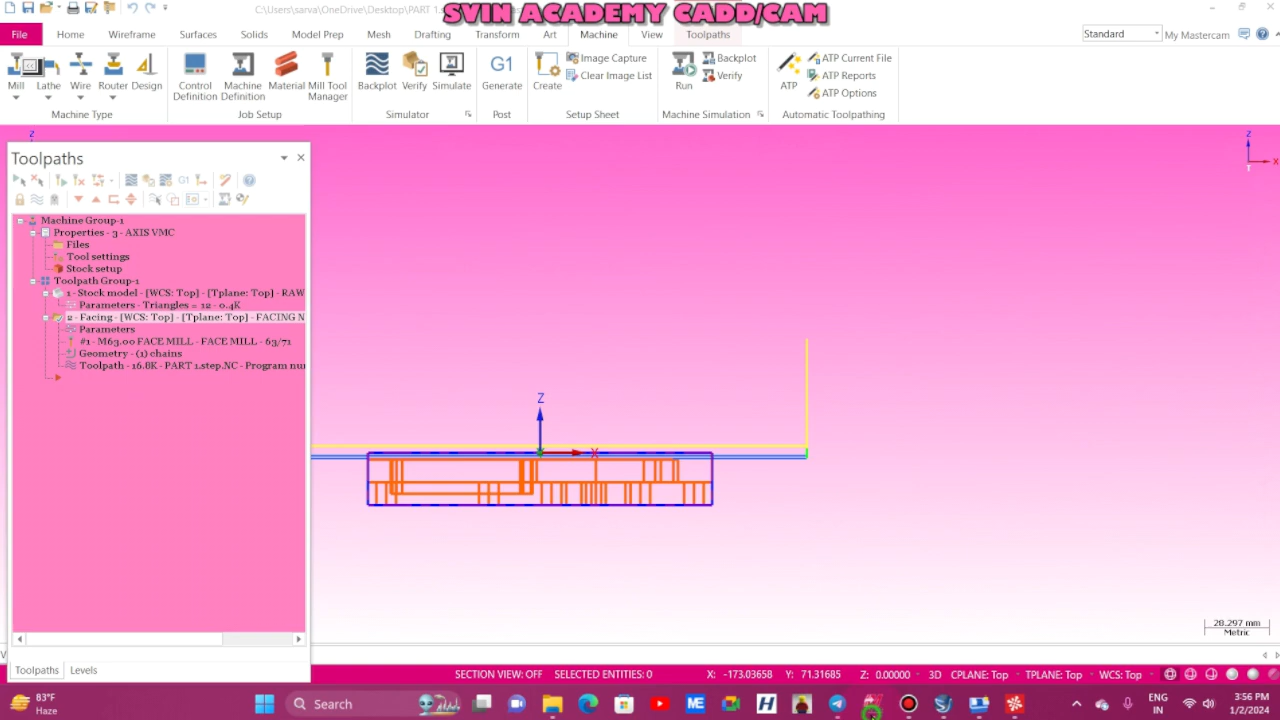 C:\Users\sarva\OneDrive\Desktop\PART 1.s
SVIN ACADEMY CADD/CAM
File Home Wireframe Surfaces Solids Model Prep Mesh Drafting Transform Art Machine View Toolpaths Standard My Mastercam
Mill Lathe Wire Router Design
Control Definition Machine Definition Material Mill Tool Manager
Backplot Verify Simulate
G1 Generate
Create Image Capture Clear Image List
Run Backplot Verify
ATP ATP Current File ATP Reports ATP Options
Machine Type Job Setup Simulator Post Setup Sheet Machine Simulation Automatic Toolpathing
Z
Z
X
T
Toolpaths
G1
Machine Group-1
Properties - 3 - AXIS VMC
Files
Tool settings
Stock setup
Toolpath Group-1
1 - Stock model - [WCS: Top] - [Tplane: Top] - RAW
Parameters - Triangles = 12 - 0.4K
2 - Facing - [WCS: Top] - [Tplane: Top] - FACING N
Parameters
#1 - M63.00 FACE MILL - FACE MILL - 63/71
Geometry - (1) chains
Toolpath - 16.8K - PART 1.step.NC - Program nu
Z
X
28.297 mm
Metric
V
Toolpaths Levels
SECTION VIEW: OFF SELECTED ENTITIES: 0 X: -173.03658 Y: 71.31685 Z: 0.00000 3D CPLANE: Top TPLANE: Top WCS: Top
83°F
Haze
Search
ME
H
ENG
IN
3:56 PM
1/2/2024